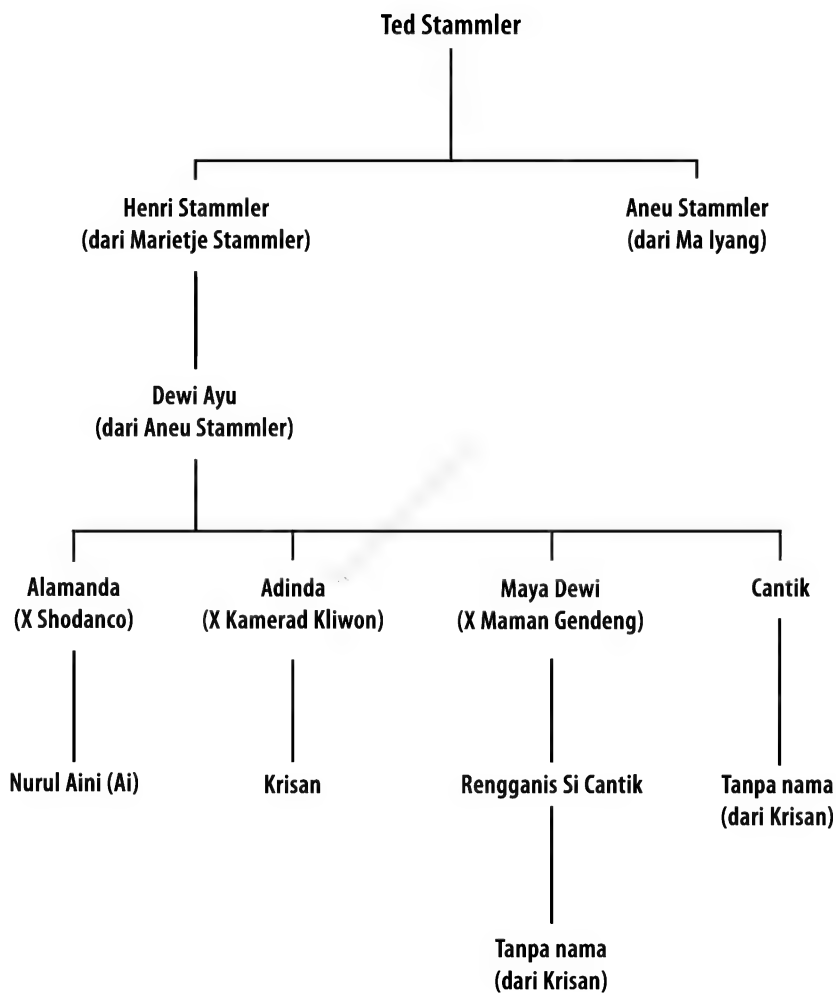 Ted Stammler
Henri Stammler
(dari Marietje Stammler)
Aneu Stammler
(dari Ma Iyang)
Dewi Ayu
(dari Aneu Stammler)
Alamanda
(X Shodanco)
Adinda
(X Kamerad Kliwon)
Maya Dewi
(X Maman Gendeng)
Cantik
Nurul Aini (Ai)
Krisan
Rengganis Si Cantik
Tanpa nama
(dari Krisan)
Tanpa nama
(dari Krisan)